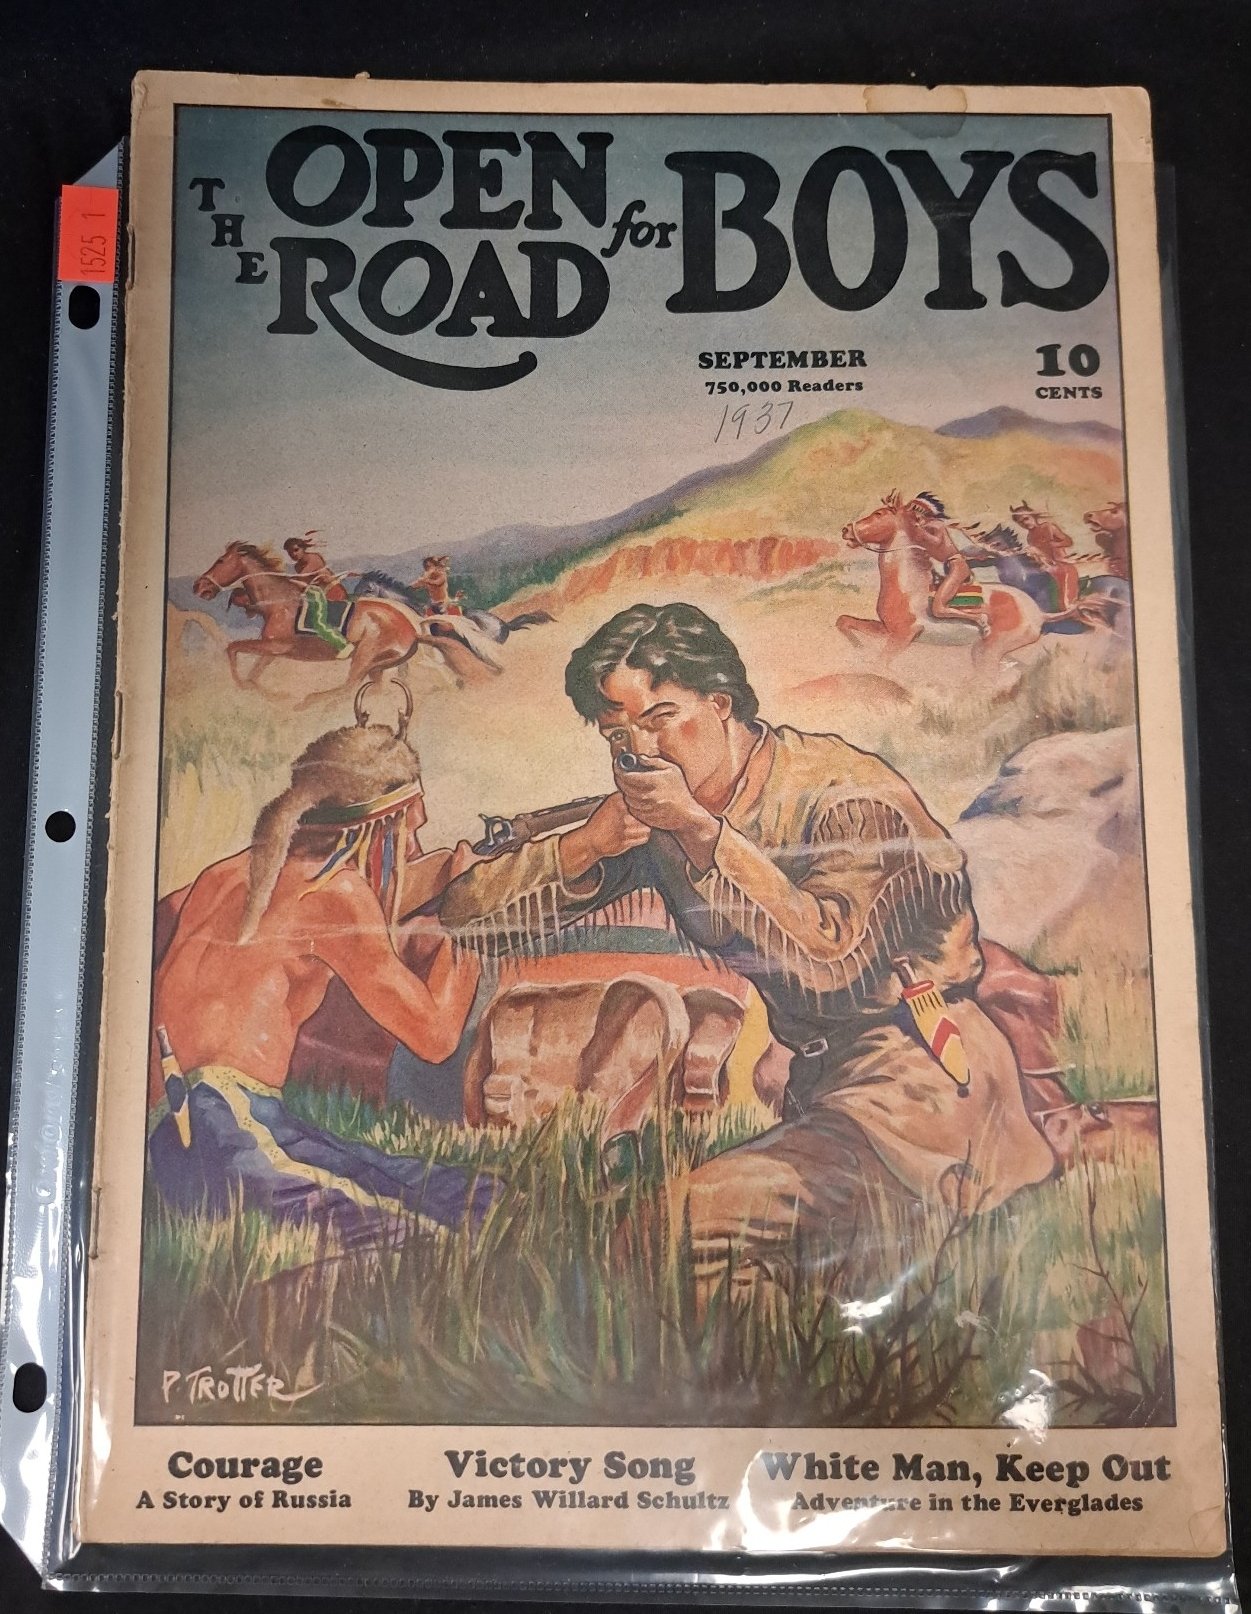 THE OPEN ROAD for BOYS
SEPTEMBER
750,000 Readers
1937
10
CENTS
1525 1
P. TROTTER
Courage
A Story of Russia
Victory Song
By James Willard Schultz
White Man, Keep Out
Adventure in the Everglades